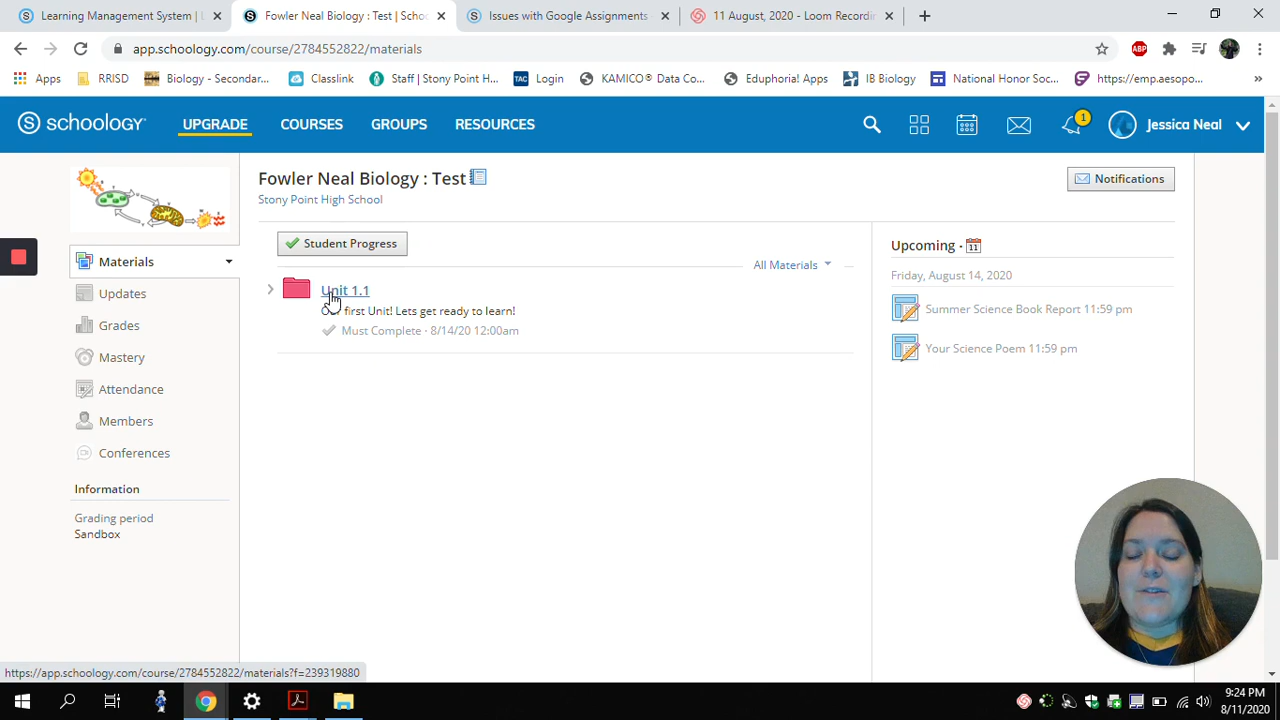 Learning Management System | L
Fowler Neal Biology : Test | Scho
Issues with Google Assignments
11 August, 2020 - Loom Recordin
app.schoology.com/course/2784552822/materials
ABP
Apps
RRISD
Biology - Secondar...
Classlink
Staff | Stony Point H...
TAC
Login
KAMICO® Data Co...
Eduphoria! Apps
IB Biology
National Honor Soc...
https://emp.aesopo...
»
S schoology
UPGRADE
COURSES
GROUPS
RESOURCES
1
Jessica Neal
Fowler Neal Biology : Test
Stony Point High School
Notifications
Materials
Updates
Grades
Mastery
Attendance
Members
Conferences
Information
Grading period
Sandbox
Student Progress
All Materials
Unit 1.1
first Unit! Lets get ready to learn!
Must Complete · 8/14/20 12:00am
Upcoming · 11
Friday, August 14, 2020
Summer Science Book Report 11:59 pm
Your Science Poem 11:59 pm
https://app.schoology.com/course/2784552822/materials?f=239319880
9:24 PM
8/11/2020